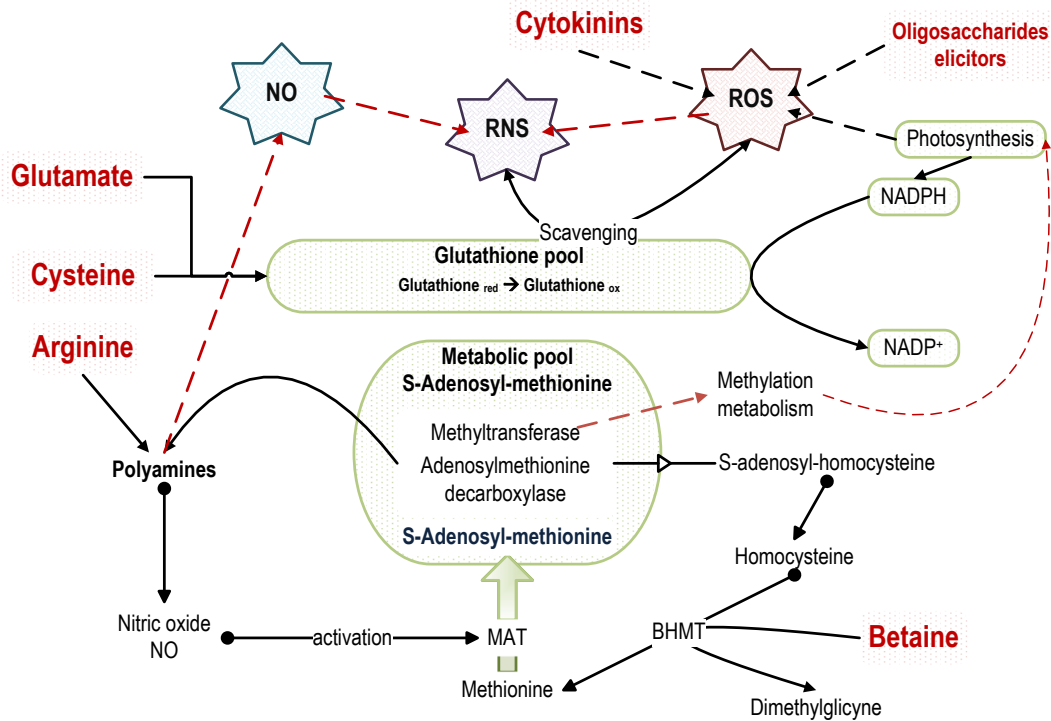 Cytokinins
Oligosaccharides
elicitors
NO
RNS
ROS
Photosynthesis
Glutamate
NADPH
Scavenging
Glutathione pool
Glutathione red → Glutathione ox
Cysteine
Arginine
NADP+
Metabolic pool
S-Adenosyl-methionine
Methylation
metabolism
Methyltransferase
Adenosylmethionine
decarboxylase
S-adenosyl-homocysteine
Polyamines
S-Adenosyl-methionine
Homocysteine
Nitric oxide
NO
activation
MAT
BHMT
Betaine
Methionine
Dimethylglicyne